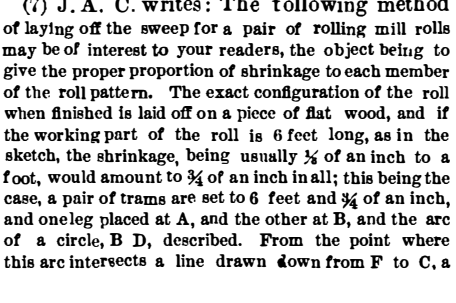 (7) J. A. C. writes: The following method
of laying off the sweep for a pair of rolling mill rolls
may be of interest to your readers, the object being to
give the proper proportion of shrinkage to each member
of the roll pattern. The exact configuration of the roll
when finished is laid off on a piece of flat wood, and if
the working part of the roll is 6 feet long, as in the
sketch, the shrinkage, being usually ⅛ of an inch to a
foot, would amount to ¾ of an inch in all; this being the
case, a pair of trams are set to 6 feet and ¾ of an inch,
and one leg placed at A, and the other at B, and the arc
of a circle, B D, described. From the point where
this arc intersects a line drawn down from F to C, a